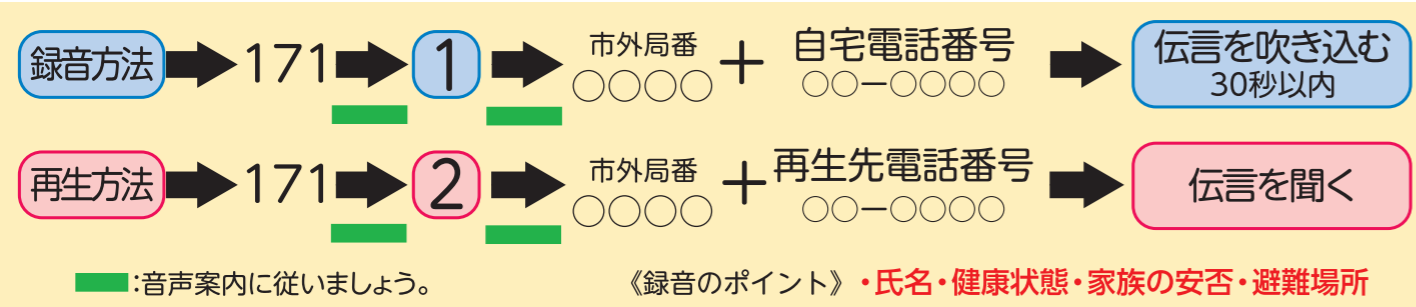 録音方法 171 1 市外局番 ○○○○ + 自宅電話番号 ○○ー○○○○ 伝言を吹き込む 30秒以内
再生方法 171 2 市外局番 ○○○○ + 再生先電話番号 ○○ー○○○○ 伝言を聞く
:音声案内に従いましょう。 《録音のポイント》・氏名・健康状態・家族の安否・避難場所